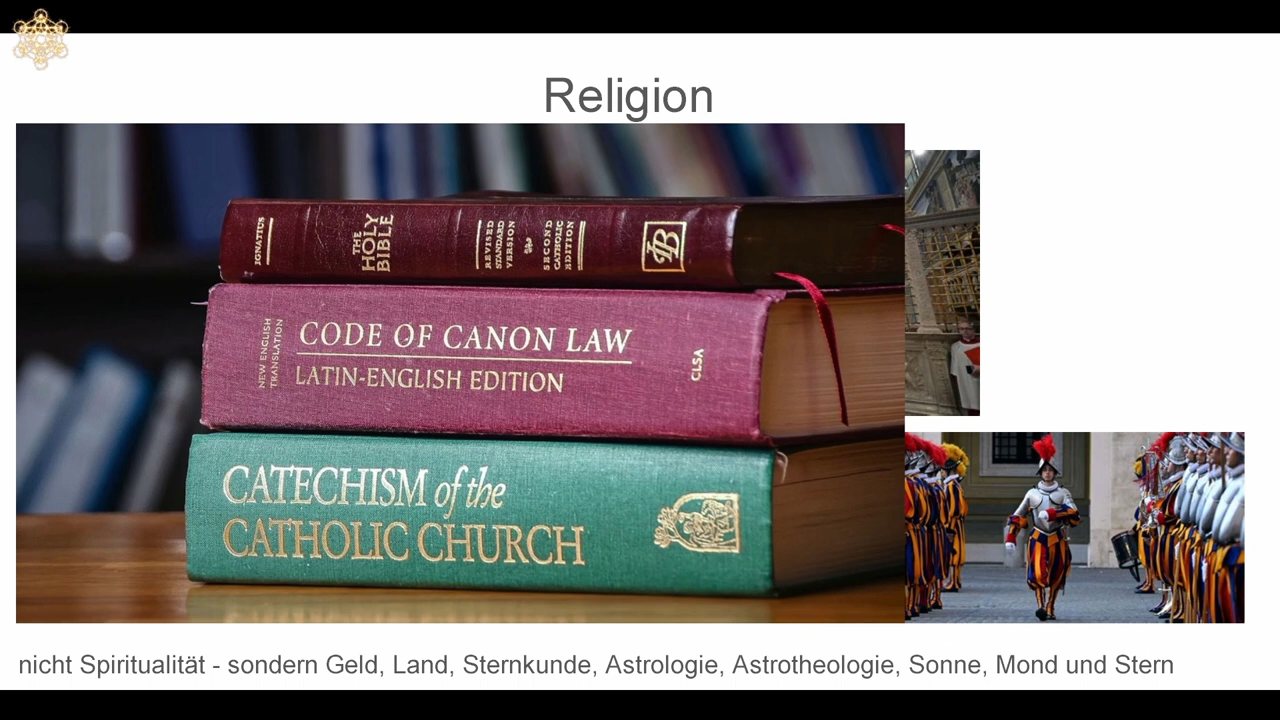 Religion
IGNATIUS
THE
HOLY
BIBLE
REVISED
STANDARD
VERSION
SECOND
CATHOLIC
EDITION
NEW ENGLISH
TRANSLATION
CODE OF CANON LAW
LATIN-ENGLISH EDITION
CLSA
CATECHISM of the
CATHOLIC CHURCH
nicht Spiritualität - sondern Geld, Land, Sternkunde, Astrologie, Astrotheologie, Sonne, Mond und Stern